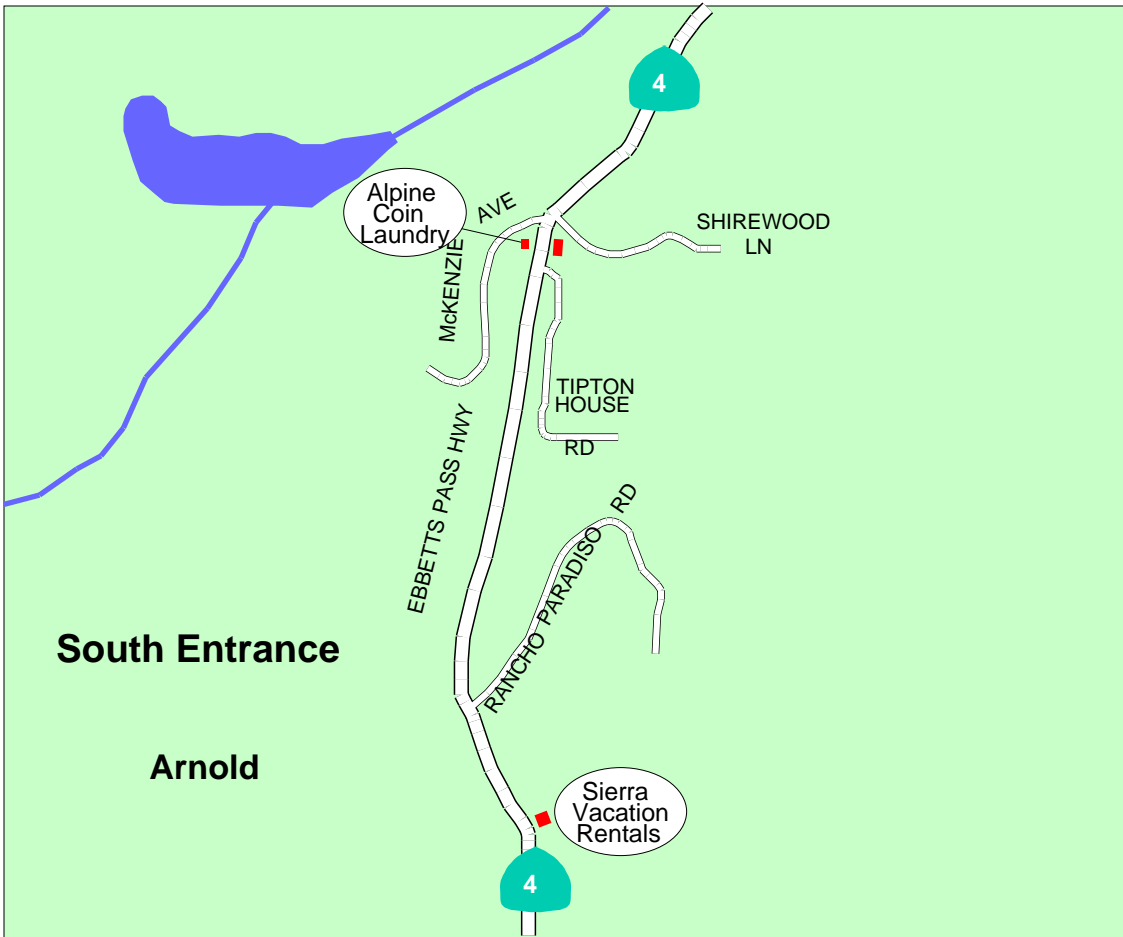 4
Alpine
Coin
Laundry
AVE
McKENZIE
SHIREWOOD
LN
TIPTON
HOUSE
RD
EBBETTS PASS HWY
RANCHO PARADISO RD
South Entrance
Arnold
Sierra
Vacation
Rentals
4